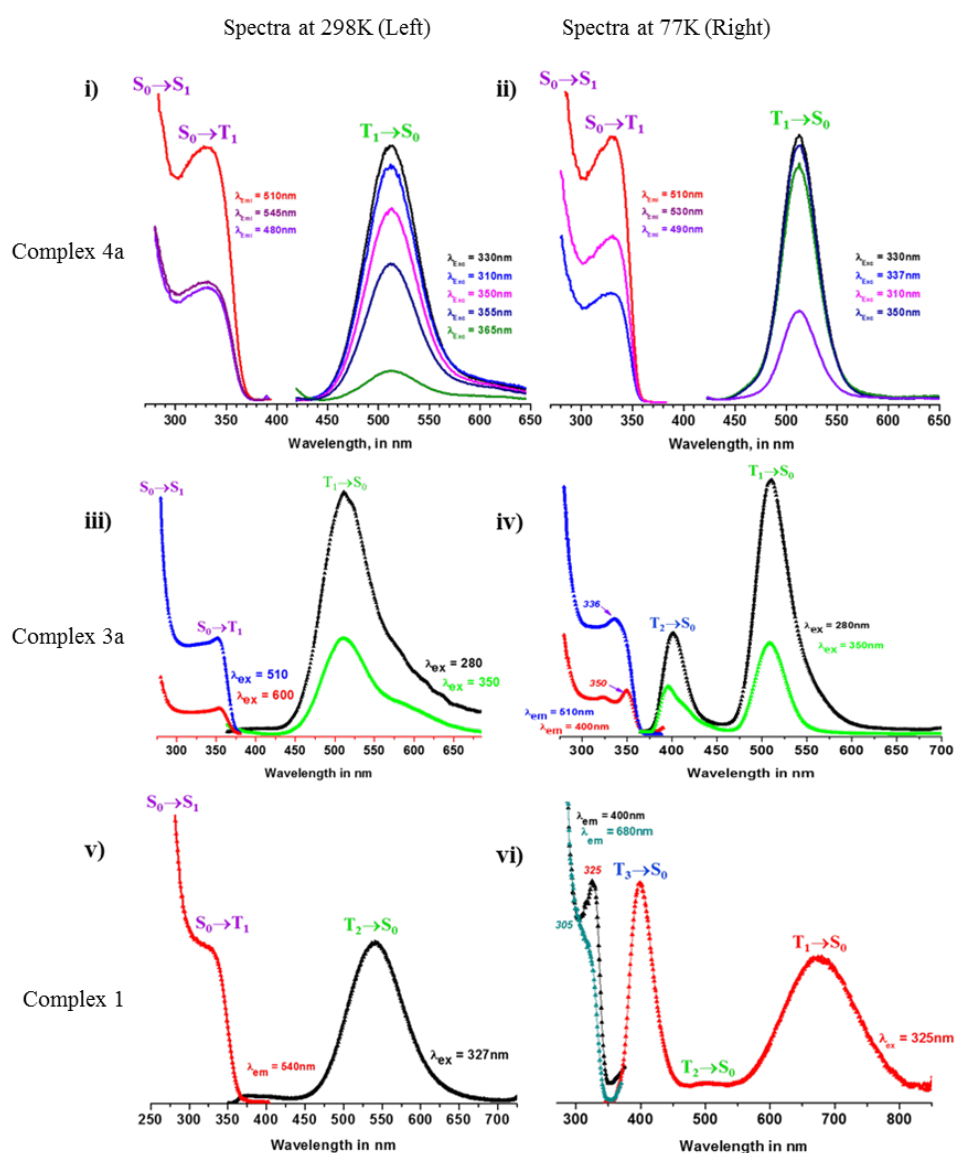 Spectra at 298K (Left) Spectra at 77K (Right)
i)
S₀→S₁
S₀→T₁
T₁→S₀
λEmi = 510nm
λEmi = 545nm
λEmi = 480nm
λExc = 330nm
λExc = 310nm
λExc = 350nm
λExc = 355nm
λExc = 365nm
Complex 4a
300 350 400 450 500 550 600 650
Wavelength, in nm
ii)
S₀→S₁
S₀→T₁
T₁→S₀
λEmi = 510nm
λEmi = 530nm
λEmi = 490nm
λExc = 330nm
λExc = 337nm
λExc = 310nm
λExc = 350nm
300 350 400 450 500 550 600 650
Wavelength, in nm
iii)
S₀→S₁
S₀→T₁
T₁→S₀
λex = 510
λex = 600
λex = 280
λex = 350
Complex 3a
300 350 400 450 500 550 600 650
Wavelength in nm
iv)
336
350
T₂→S₀
T₁→S₀
λex = 280nm
λex = 350nm
λem = 510nm
λem = 400nm
300 350 400 450 500 550 600 650 700
Wavelength in nm
v)
S₀→S₁
S₀→T₁
T₂→S₀
λem = 540nm
λex = 327nm
Complex 1
250 300 350 400 450 500 550 600 650 700
Wavelength in nm
vi)
λem = 400nm
λem = 680nm
325
305
T₃→S₀
T₂→S₀
T₁→S₀
λex = 325nm
300 400 500 600 700 800
Wavelength in nm